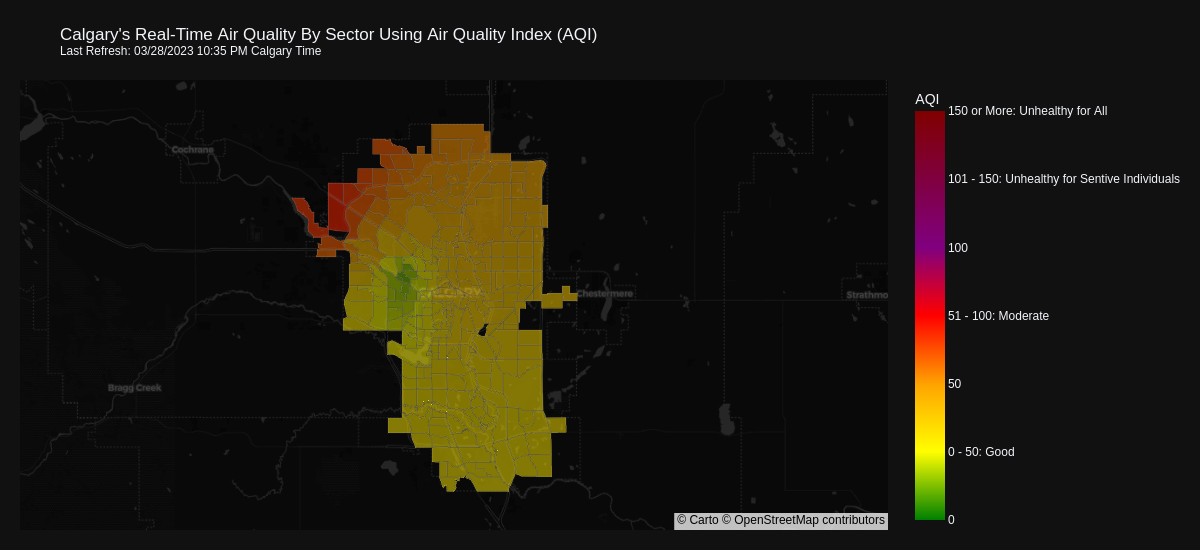 Calgary's Real-Time Air Quality By Sector Using Air Quality Index (AQI)
Last Refresh: 03/28/2023 10:35 PM Calgary Time
AQI
150 or More: Unhealthy for All
Cochrane
101 - 150: Unhealthy for Sentive Individuals
100
CALGARY
Chestermere
Strathmo
51 - 100: Moderate
Bragg Creek
50
0 - 50: Good
0
© Carto © OpenStreetMap contributors